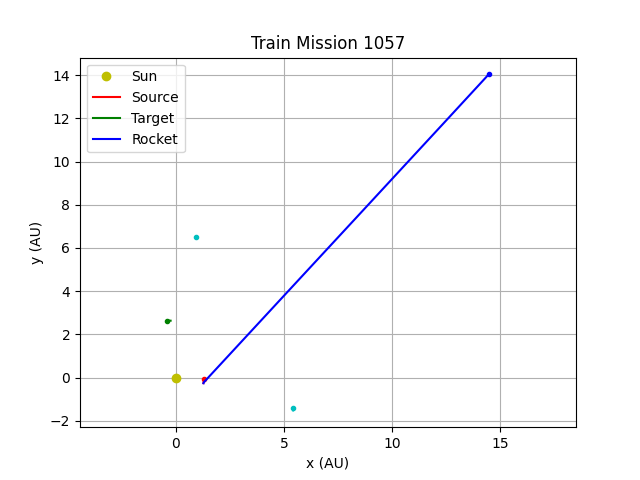 Train Mission 1057
Sun
Source
Target
Rocket
14
12
10
8
6
4
2
0
−2
y (AU)
0 5 10 15
x (AU)